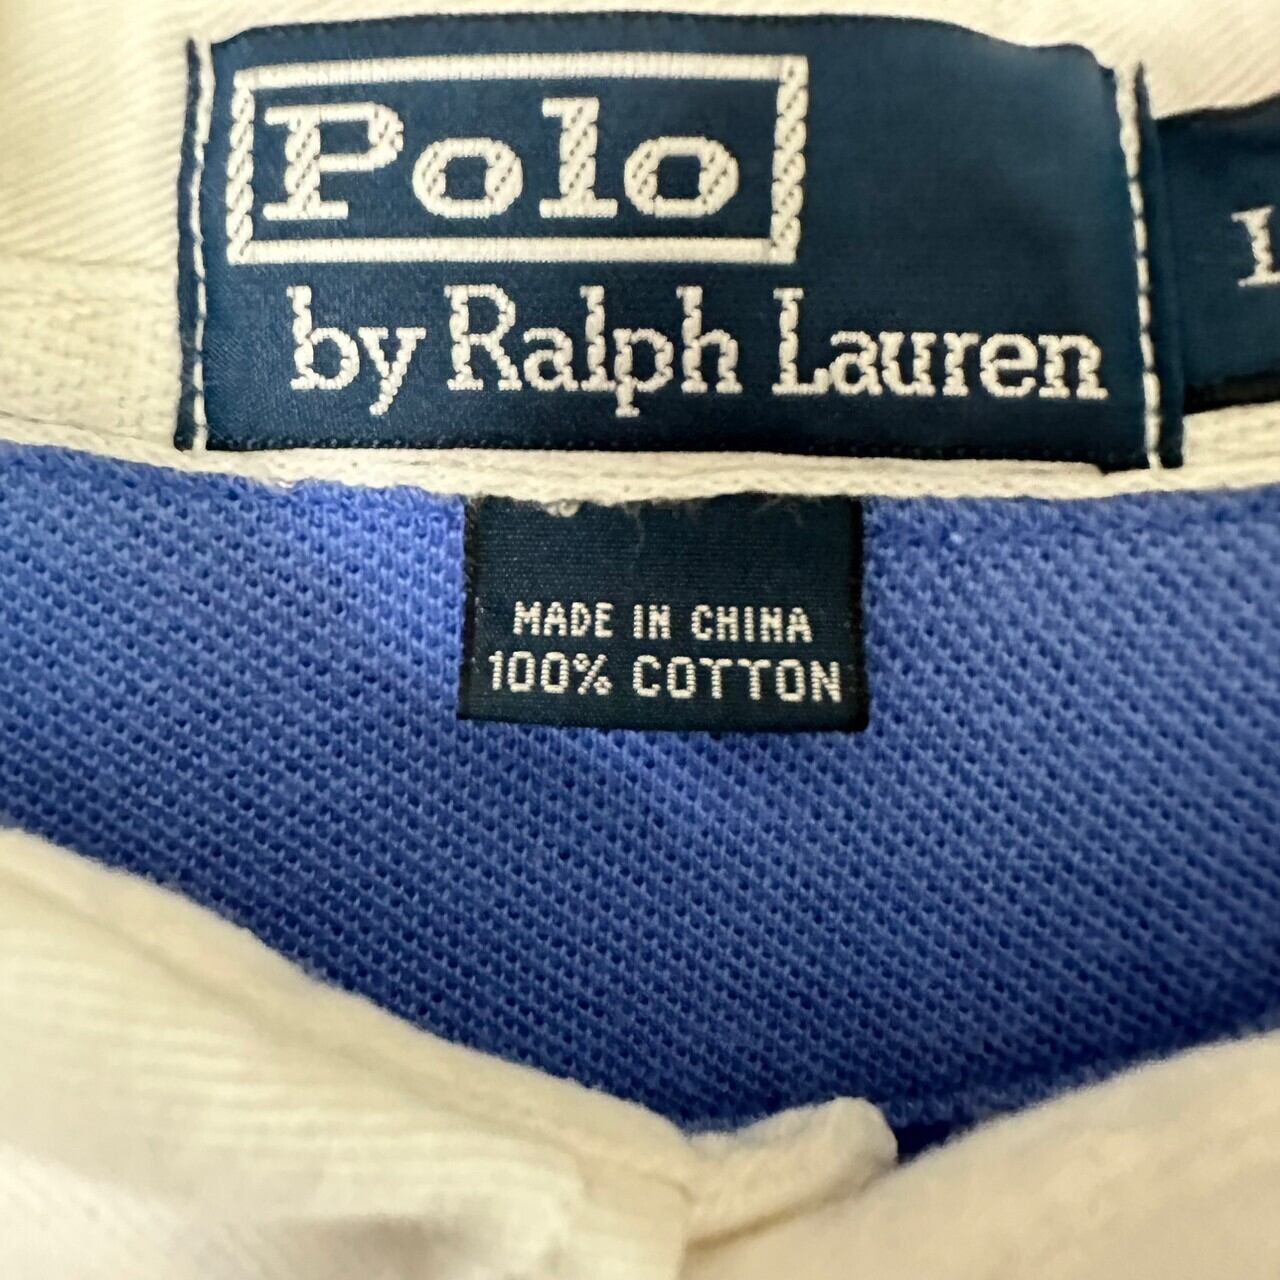 Polo
by Ralph Lauren
MADE IN CHINA
100% COTTON